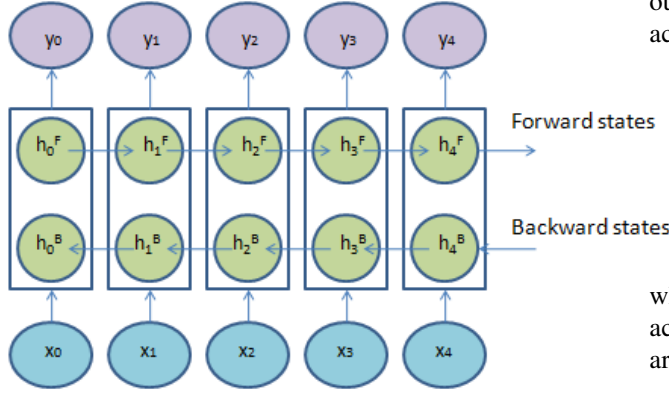 y₀ y₁ y₂ y₃ y₄
h₀ᶠ h₁ᶠ h₂ᶠ h₃ᶠ h₄ᶠ
Forward states
h₀ᴮ h₁ᴮ h₂ᴮ h₃ᴮ h₄ᴮ
Backward states
x₀ x₁ x₂ x₃ x₄